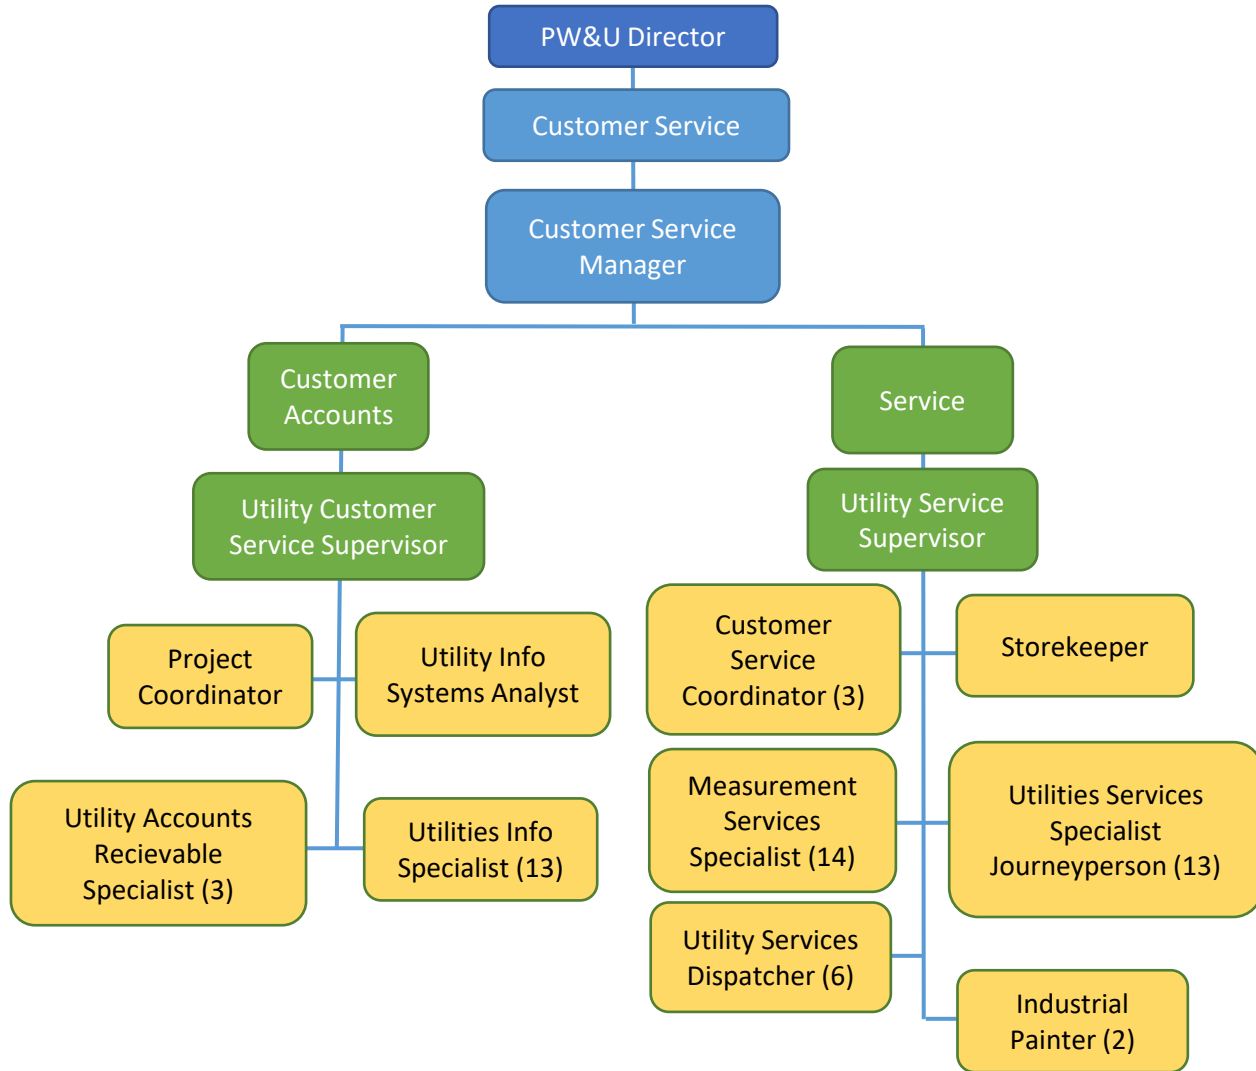 PW&U Director
Customer Service
Customer Service
Manager
Customer
Accounts
Service
Utility Customer
Service Supervisor
Utility Service
Supervisor
Project
Coordinator
Utility Info
Systems Analyst
Customer
Service
Coordinator (3)
Storekeeper
Utility Accounts
Recievable
Specialist (3)
Utilities Info
Specialist (13)
Measurement
Services
Specialist (14)
Utilities Services
Specialist
Journeyperson (13)
Utility Services
Dispatcher (6)
Industrial
Painter (2)